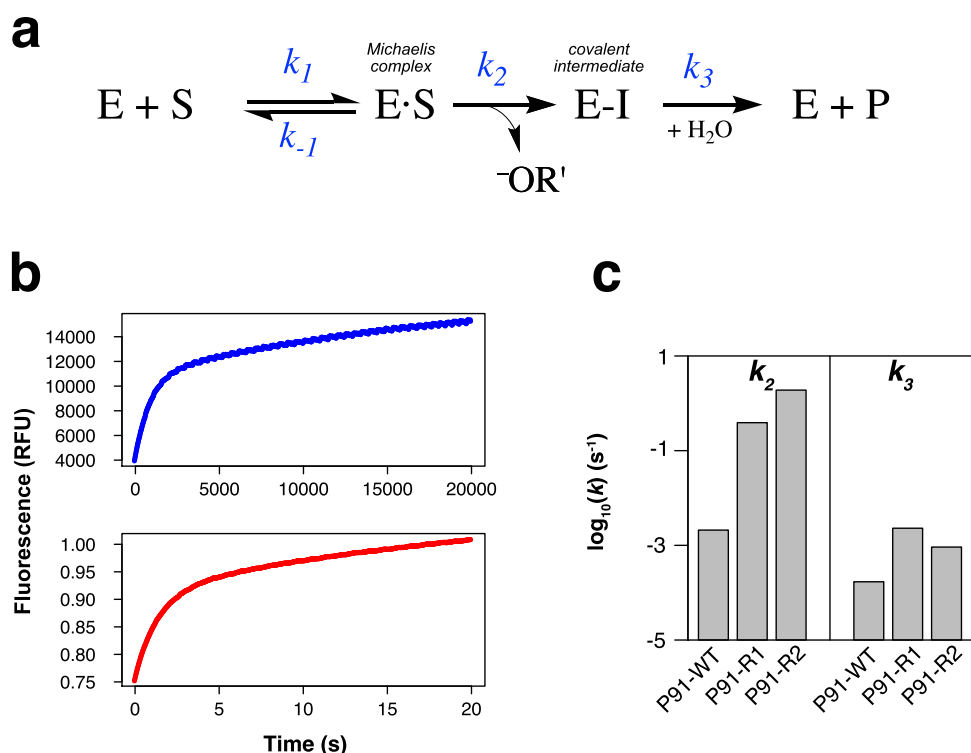 a
Michaelis
complex
covalent
intermediate
k1
k2
k3
E + S
E·S
E-I
E + P
k-1
+ H2O
⁻OR'
b
Fluorescence (RFU)
14000
12000
10000
8000
6000
4000
0 5000 10000 15000 20000
1.00
0.95
0.90
0.85
0.80
0.75
0 5 10 15 20
Time (s)
c
log10(k) (s⁻¹)
1
-1
-3
-5
k2
k3
P91-WT
P91-R1
P91-R2
P91-WT
P91-R1
P91-R2